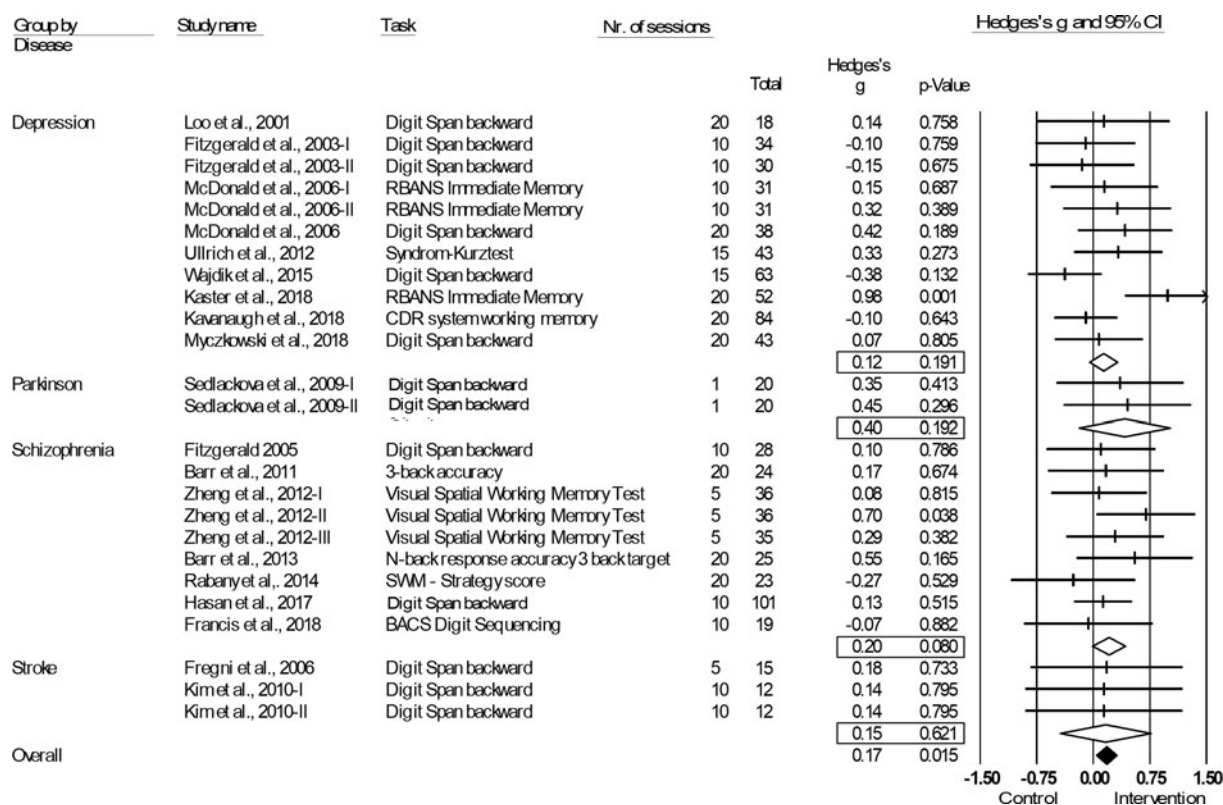 Group by Study name Task Nr. of sessions Hedges's g and 95% CI
Disease
Total Hedges's g p-Value
Depression Loo et al., 2001 Digit Span backward 20 18 0.14 0.758
Fitzgerald et al., 2003-I Digit Span backward 10 34 -0.10 0.759
Fitzgerald et al., 2003-II Digit Span backward 10 30 -0.15 0.675
McDonald et al., 2006-I RBANS Immediate Memory 10 31 0.15 0.687
McDonald et al., 2006-II RBANS Immediate Memory 10 31 0.32 0.389
McDonald et al., 2006 Digit Span backward 20 38 0.42 0.189
Ullrich et al., 2012 Syndrom-Kurztest 15 43 0.33 0.273
Wajdik et al., 2015 Digit Span backward 15 63 -0.38 0.132
Kaster et al., 2018 RBANS Immediate Memory 20 52 0.98 0.001
Kavanaugh et al., 2018 CDR system working memory 20 84 -0.10 0.643
Myczkowski et al., 2018 Digit Span backward 20 43 0.07 0.805
0.12 0.191
Parkinson Sedlackova et al., 2009-I Digit Span backward 1 20 0.35 0.413
Sedlackova et al., 2009-II Digit Span backward 1 20 0.45 0.296
0.40 0.192
Schizophrenia Fitzgerald 2005 Digit Span backward 10 28 0.10 0.786
Barr et al., 2011 3-back accuracy 20 24 0.17 0.674
Zheng et al., 2012-I Visual Spatial Working Memory Test 5 36 0.08 0.815
Zheng et al., 2012-II Visual Spatial Working Memory Test 5 36 0.70 0.038
Zheng et al., 2012-III Visual Spatial Working Memory Test 5 35 0.29 0.382
Barr et al., 2013 N-back response accuracy 3 back target 20 25 0.55 0.165
Rabany et al,. 2014 SWM - Strategy score 20 23 -0.27 0.529
Hasan et al., 2017 Digit Span backward 10 101 0.13 0.515
Francis et al., 2018 BACS Digit Sequencing 10 19 -0.07 0.882
0.20 0.080
Stroke Fregni et al., 2006 Digit Span backward 5 15 0.18 0.733
Kim et al., 2010-I Digit Span backward 10 12 0.14 0.795
Kim et al., 2010-II Digit Span backward 10 12 0.14 0.795
0.15 0.621
Overall 0.17 0.015
-1.50 -0.75 0.00 0.75 1.50
Control Intervention